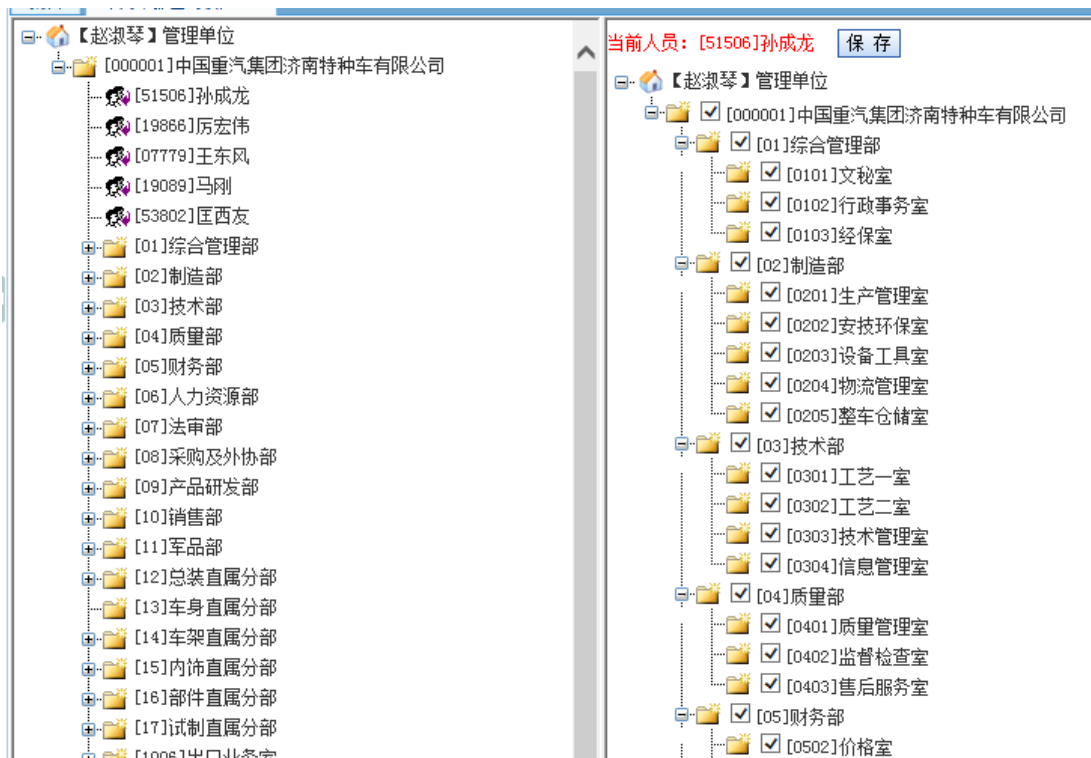 【赵淑琴】管理单位
[000001]中国重汽集团济南特种车有限公司
[51506]孙成龙
[19866]厉宏伟
[07779]王东风
[19089]马刚
[53802]匡西友
[01]综合管理部
[02]制造部
[03]技术部
[04]质量部
[05]财务部
[06]人力资源部
[07]法审部
[08]采购及外协部
[09]产品研发部
[10]销售部
[11]军品部
[12]总装直属分部
[13]车身直属分部
[14]车架直属分部
[15]内饰直属分部
[16]部件直属分部
[17]试制直属分部
[1006]出口业务室
当前人员: [51506]孙成龙 保 存
【赵淑琴】管理单位
[000001]中国重汽集团济南特种车有限公司
[01]综合管理部
[0101]文秘室
[0102]行政事务室
[0103]经保室
[02]制造部
[0201]生产管理室
[0202]安技环保室
[0203]设备工具室
[0204]物流管理室
[0205]整车仓储室
[03]技术部
[0301]工艺一室
[0302]工艺二室
[0303]技术管理室
[0304]信息管理室
[04]质量部
[0401]质量管理室
[0402]监督检查室
[0403]售后服务室
[05]财务部
[0502]价格室